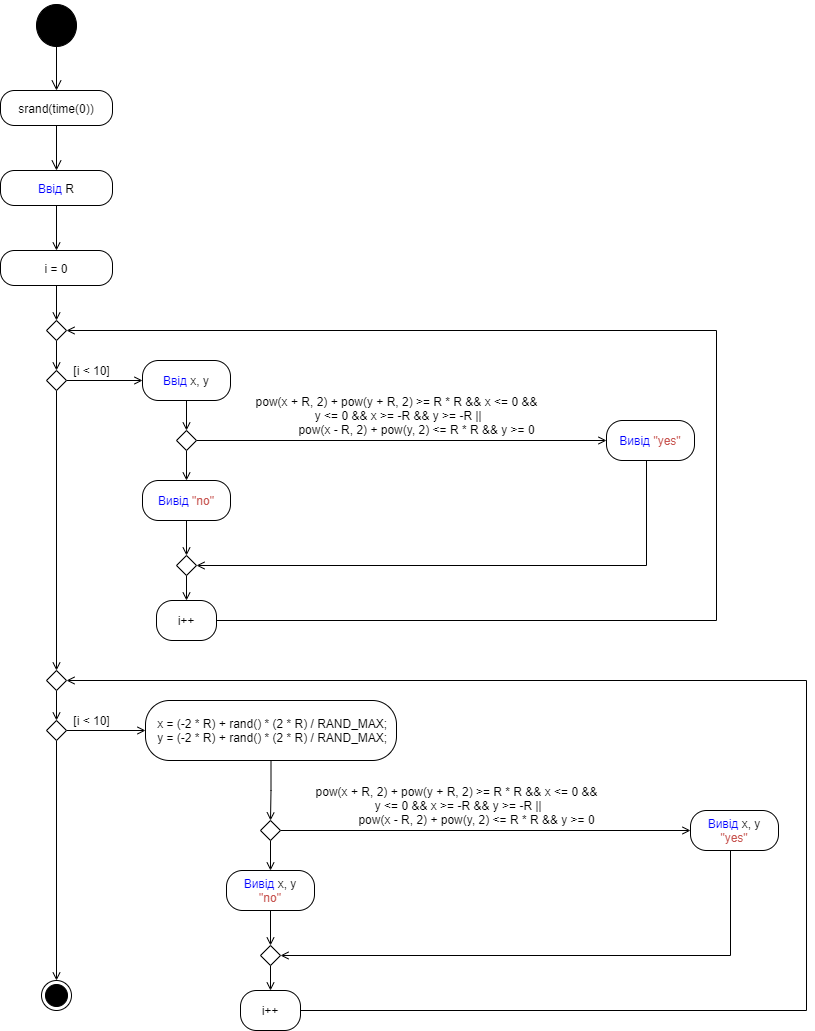 srand(time(0))
Ввід R
i = 0
[i < 10]
Ввід x, y
pow(x + R, 2) + pow(y + R, 2) >= R * R && x <= 0 &&
y <= 0 && x >= -R && y >= -R ||
pow(x - R, 2) + pow(y, 2) <= R * R && y >= 0
Вивід "yes"
Вивід "no"
i++
[i < 10]
x = (-2 * R) + rand() * (2 * R) / RAND_MAX;
y = (-2 * R) + rand() * (2 * R) / RAND_MAX;
pow(x + R, 2) + pow(y + R, 2) >= R * R && x <= 0 &&
y <= 0 && x >= -R && y >= -R ||
pow(x - R, 2) + pow(y, 2) <= R * R && y >= 0
Вивід x, y
"yes"
Вивід x, y
"no"
i++